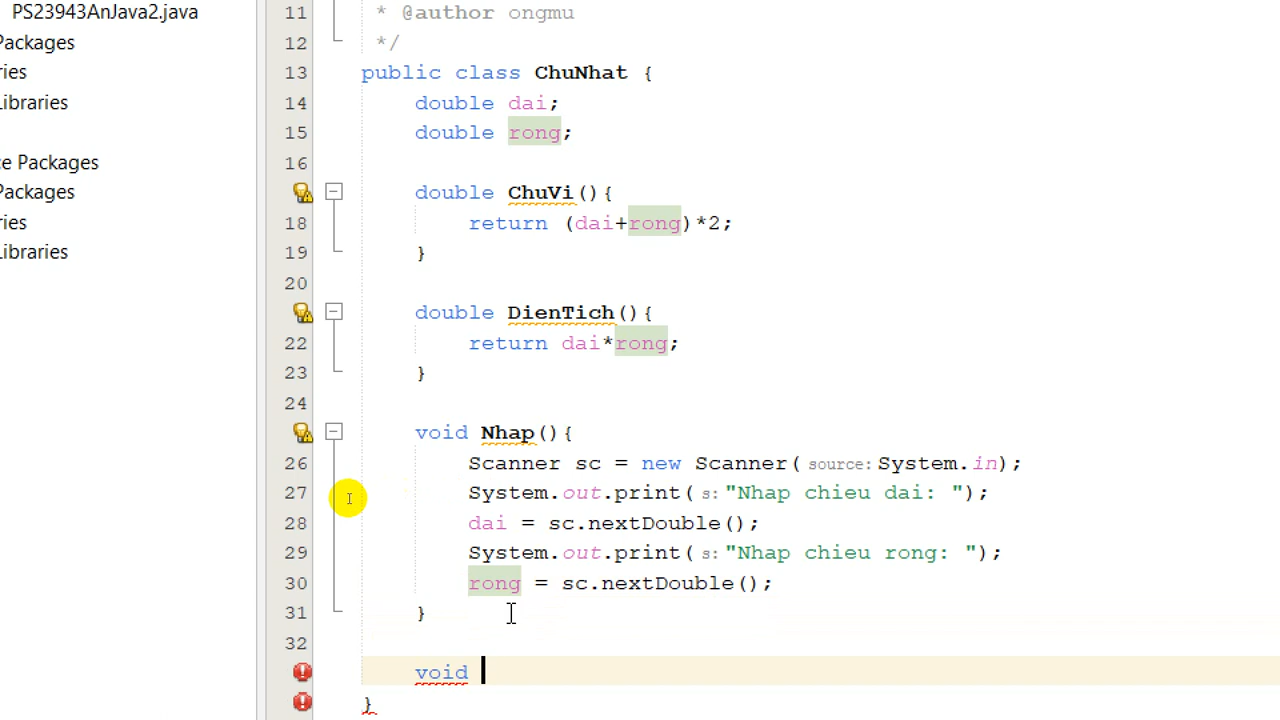 PS23943AnJava2.java
Packages
ries
Libraries
ce Packages
Packages
ries
Libraries
11 * @author ongmu
12 */
13 public class ChuNhat {
14 double dai;
15 double rong;
16
double ChuVi(){
18 return (dai+rong)*2;
19 }
20
double DienTich(){
22 return dai*rong;
23 }
24
void Nhap(){
26 Scanner sc = new Scanner( source: System.in);
27 System.out.print( s: "Nhap chieu dai: ");
28 dai = sc.nextDouble();
29 System.out.print( s: "Nhap chieu rong: ");
30 rong = sc.nextDouble();
31 }
32
void
}